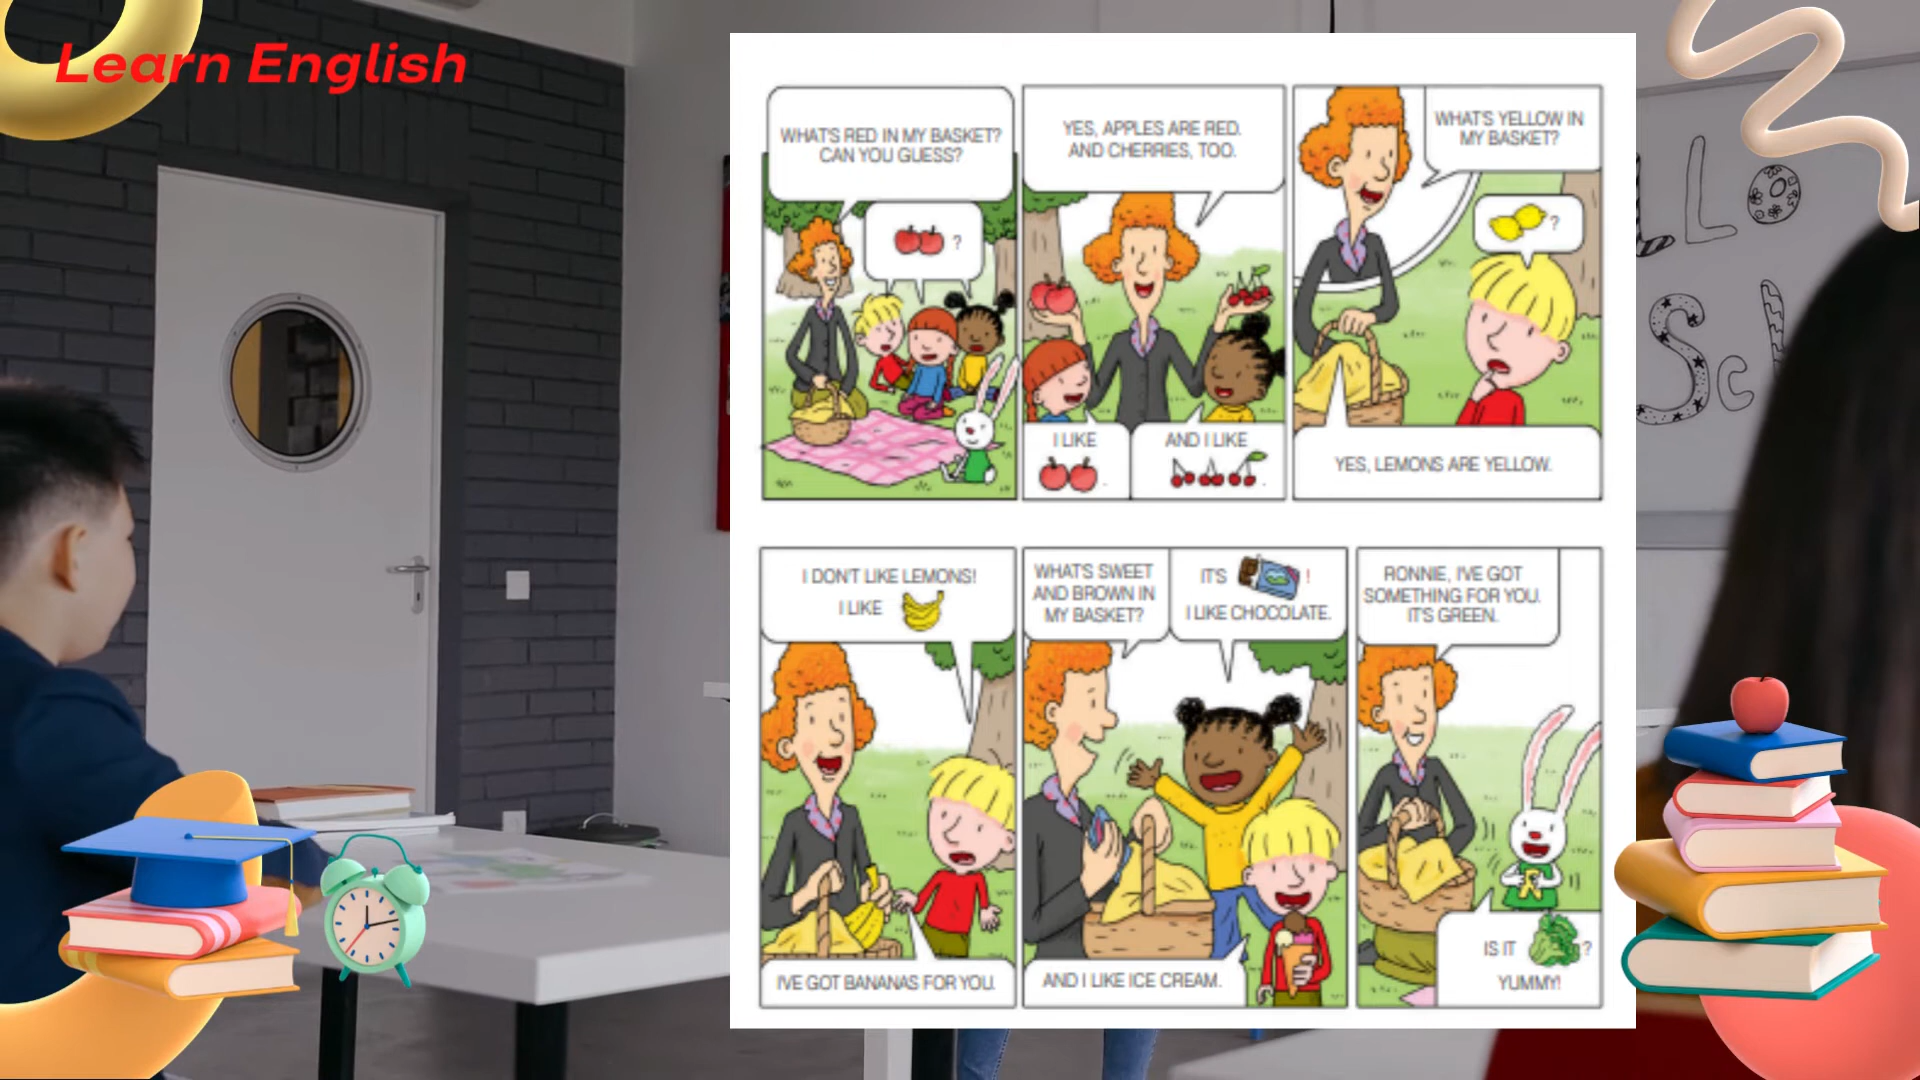 Learn English
WHAT'S RED IN MY BASKET?
CAN YOU GUESS?
?
YES, APPLES ARE RED.
AND CHERRIES, TOO.
I LIKE
.
AND I LIKE
.
WHAT'S YELLOW IN
MY BASKET?
?
YES, LEMONS ARE YELLOW.
I DON'T LIKE LEMONS!
I LIKE
I'VE GOT BANANAS FOR YOU.
WHAT'S SWEET
AND BROWN IN
MY BASKET?
IT'S !
I LIKE CHOCOLATE.
AND I LIKE ICE CREAM.
RONNIE, I'VE GOT
SOMETHING FOR YOU.
IT'S GREEN.
IS IT ?
YUMMY!
LLO
Sch